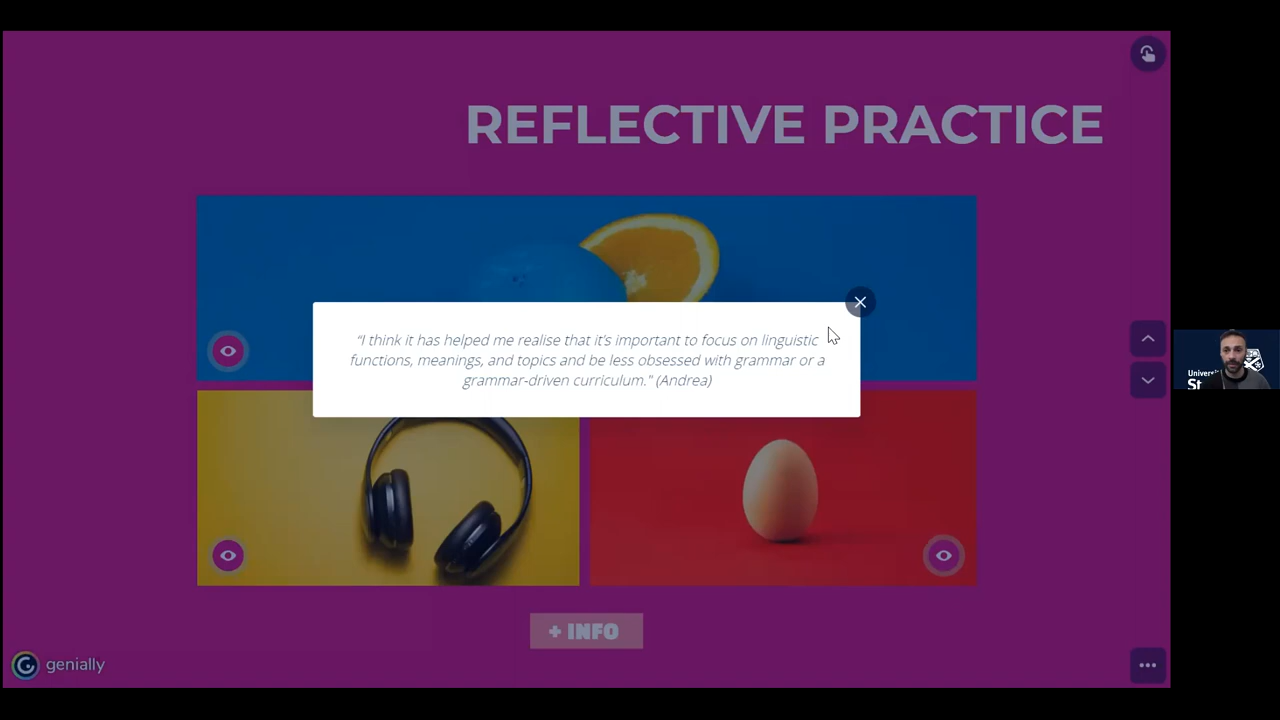 REFLECTIVE PRACTICE
“I think it has helped me realise that it’s important to focus on linguistic
functions, meanings, and topics and be less obsessed with grammar or a
grammar-driven curriculum." (Andrea)
+ INFO
genially
St